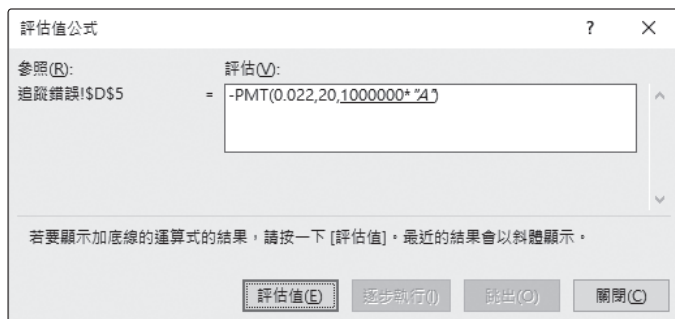 評估值公式 ? ×
參照(R): 評估(V):
追蹤錯誤!$D$5 = -PMT(0.022,20,1000000*"A")
若要顯示加底線的運算式的結果，請按一下 [評估值]。最近的結果會以斜體顯示。
評估值(E) 逐步執行(I) 跳出(O) 關閉(C)